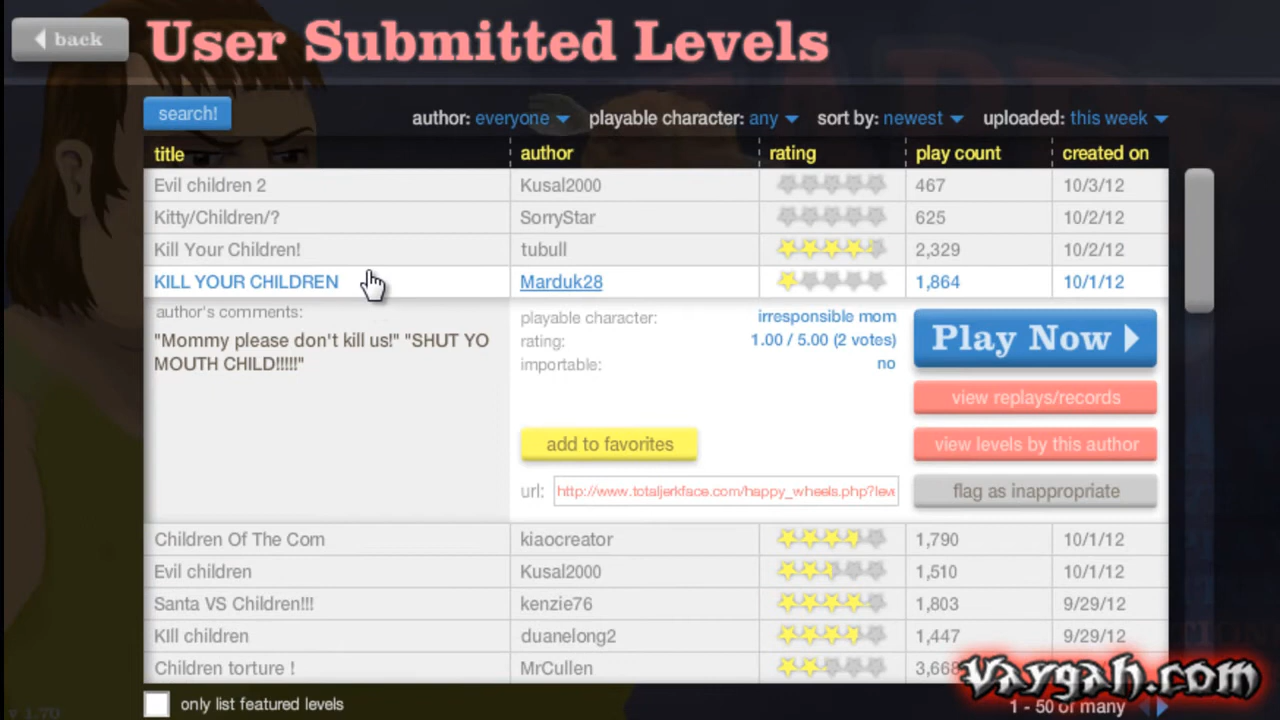 back
User Submitted Levels
search!
author: everyone playable character: any sort by: newest uploaded: this week
title author rating play count created on
Evil children 2 Kusal2000 467 10/3/12
Kitty/Children/? SorryStar 625 10/2/12
Kill Your Children! tubull 2,329 10/2/12
KILL YOUR CHILDREN Marduk28 1,864 10/1/12
author's comments:
"Mommy please don't kill us!" "SHUT YO
MOUTH CHILD!!!!!"
playable character: irresponsible mom
rating: 1.00 / 5.00 (2 votes)
importable: no
Play Now
view replays/records
add to favorites
view levels by this author
url: http://www.totaljerkface.com/happy_wheels.php?lev
flag as inappropriate
Children Of The Corn kiaocreator 1,790 10/1/12
Evil children Kusal2000 1,510 10/1/12
Santa VS Children!!! kenzie76 1,803 9/29/12
KIll children duanelong2 1,447 9/29/12
Children torture ! MrCullen 3,668
Vaygah.com
only list featured levels
1 - 50 of many
v 1.70